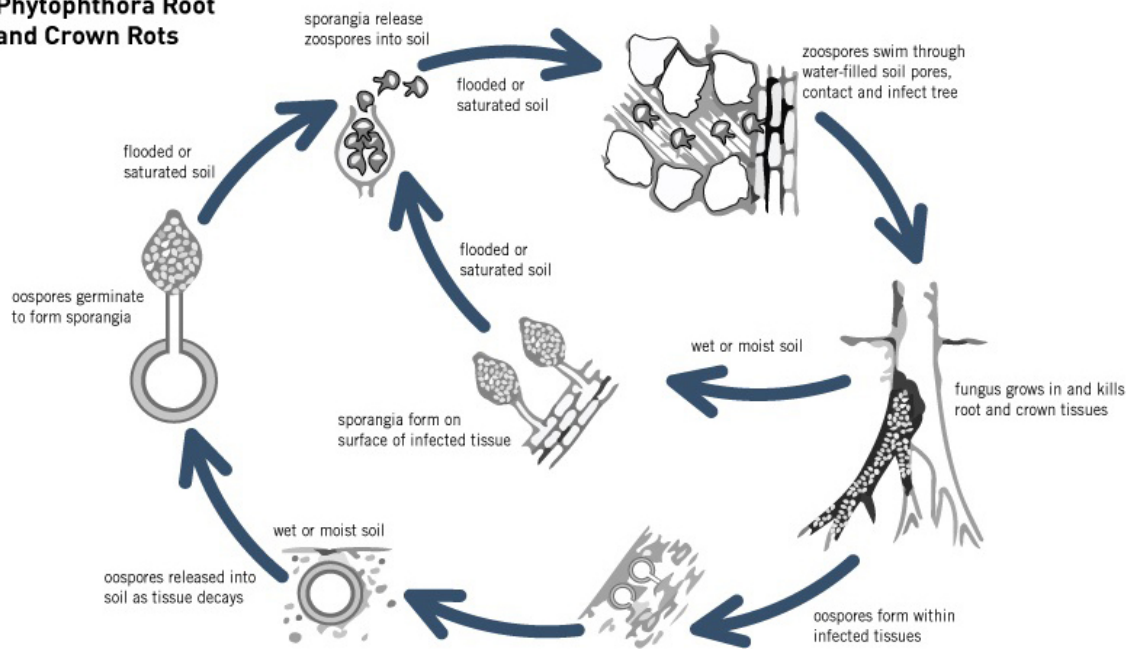 Phytophthora Root
and Crown Rots
sporangia release
zoospores into soil
flooded or
saturated soil
zoospores swim through
water-filled soil pores,
contact and infect tree
flooded or
saturated soil
flooded or
saturated soil
oospores germinate
to form sporangia
wet or moist soil
fungus grows in and kills
root and crown tissues
sporangia form on
surface of infected tissue
wet or moist soil
oospores released into
soil as tissue decays
oospores form within
infected tissues